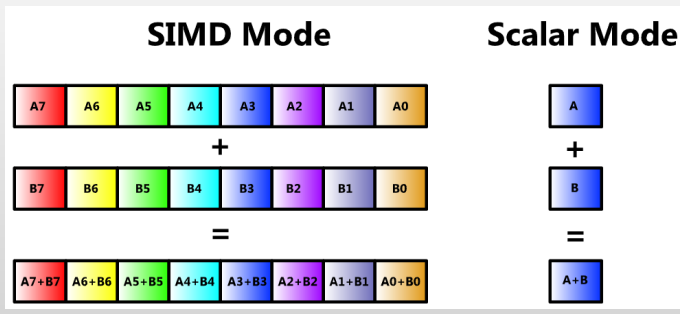 SIMD Mode
Scalar Mode
A7 A6 A5 A4 A3 A2 A1 A0
A
+
+
B7 B6 B5 B4 B3 B2 B1 B0
B
=
=
A7+B7 A6+B6 A5+B5 A4+B4 A3+B3 A2+B2 A1+B1 A0+B0
A+B